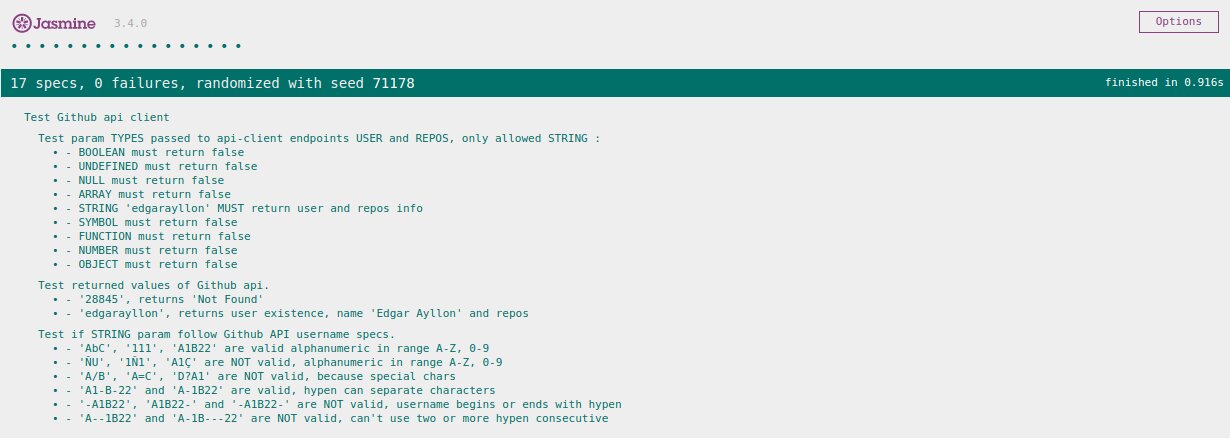 Jasmine 3.4.0 Options
• • • • • • • • • • • • • • • • •
17 specs, 0 failures, randomized with seed 71178 finished in 0.916s
Test Github api client
Test param TYPES passed to api-client endpoints USER and REPOS, only allowed STRING :
• - BOOLEAN must return false
• - UNDEFINED must return false
• - NULL must return false
• - ARRAY must return false
• - STRING 'edgarayllon' MUST return user and repos info
• - SYMBOL must return false
• - FUNCTION must return false
• - NUMBER must return false
• - OBJECT must return false
Test returned values of Github api.
• - '28845', returns 'Not Found'
• - 'edgarayllon', returns user existence, name 'Edgar Ayllon' and repos
Test if STRING param follow Github API username specs.
• - 'AbC', '111', 'A1B22' are valid alphanumeric in range A-Z, 0-9
• - 'ÑU', '1Ñ1', 'A1Ç' are NOT valid, alphanumeric in range A-Z, 0-9
• - 'A/B', 'A=C', 'D?A1' are NOT valid, because special chars
• - 'A1-B-22' and 'A-1B22' are valid, hypen can separate characters
• - '-A1B22', 'A1B22-' and '-A1B22-' are NOT valid, username begins or ends with hypen
• - 'A--1B22' and 'A-1B---22' are NOT valid, can't use two or more hypen consecutive